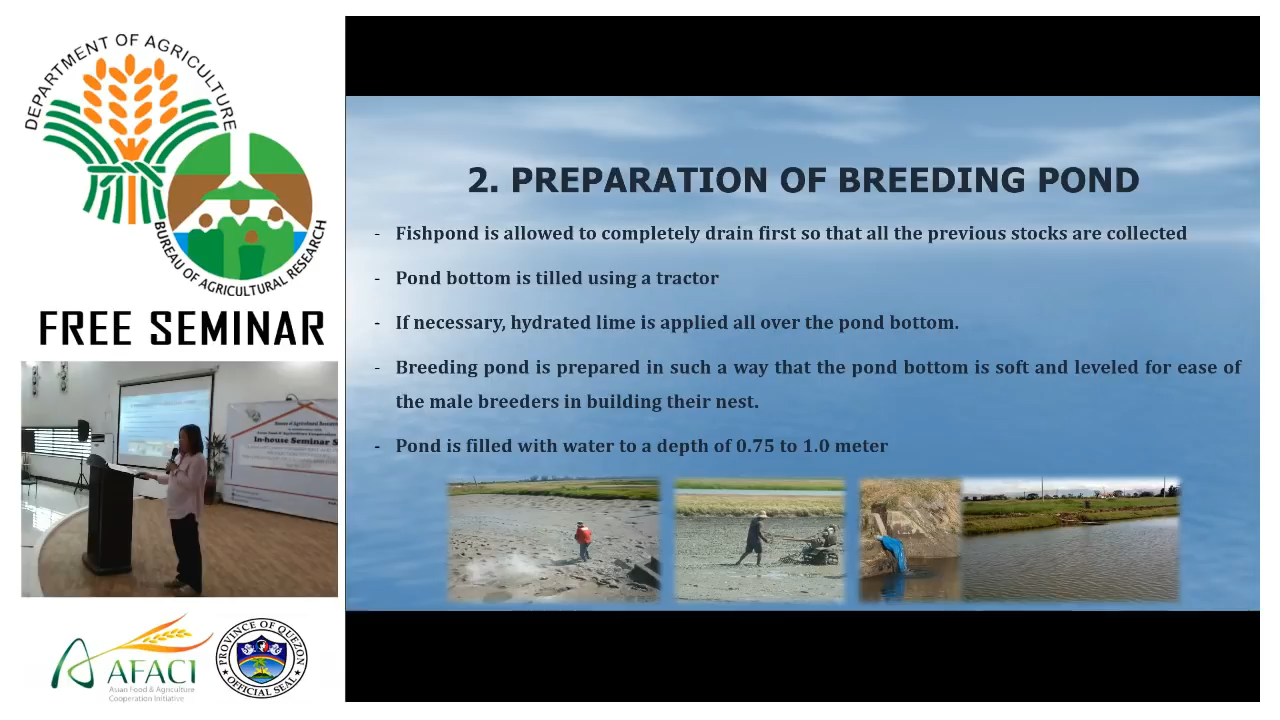 DEPARTMENT OF AGRICULTURE
BUREAU OF AGRICULTURAL RESEARCH
FREE SEMINAR
Bureau of Agricultural Research
In-house Seminar S
AFACI
Asian Food & Agriculture
Cooperation Initiative
PROVINCE OF QUEZON
OFFICIAL SEAL
2. PREPARATION OF BREEDING POND
- Fishpond is allowed to completely drain first so that all the previous stocks are collected
- Pond bottom is tilled using a tractor
- If necessary, hydrated lime is applied all over the pond bottom.
- Breeding pond is prepared in such a way that the pond bottom is soft and leveled for ease of
the male breeders in building their nest.
- Pond is filled with water to a depth of 0.75 to 1.0 meter